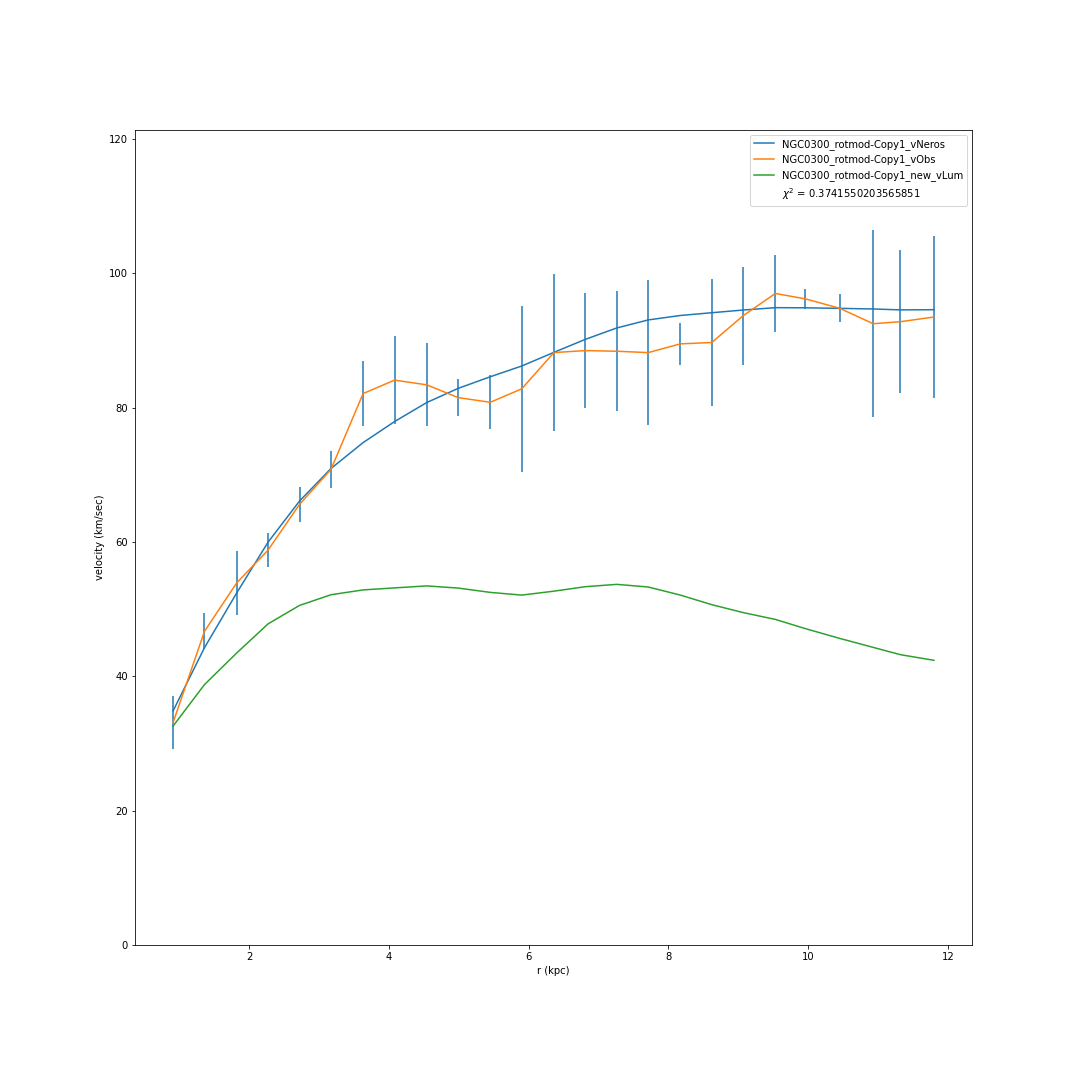 120
100
80
60
40
20
0
velocity (km/sec)
NGC0300_rotmod-Copy1_vNeros
NGC0300_rotmod-Copy1_vObs
NGC0300_rotmod-Copy1_new_vLum
χ² = 0.3741550203565851
2 4 6 8 10 12
r (kpc)